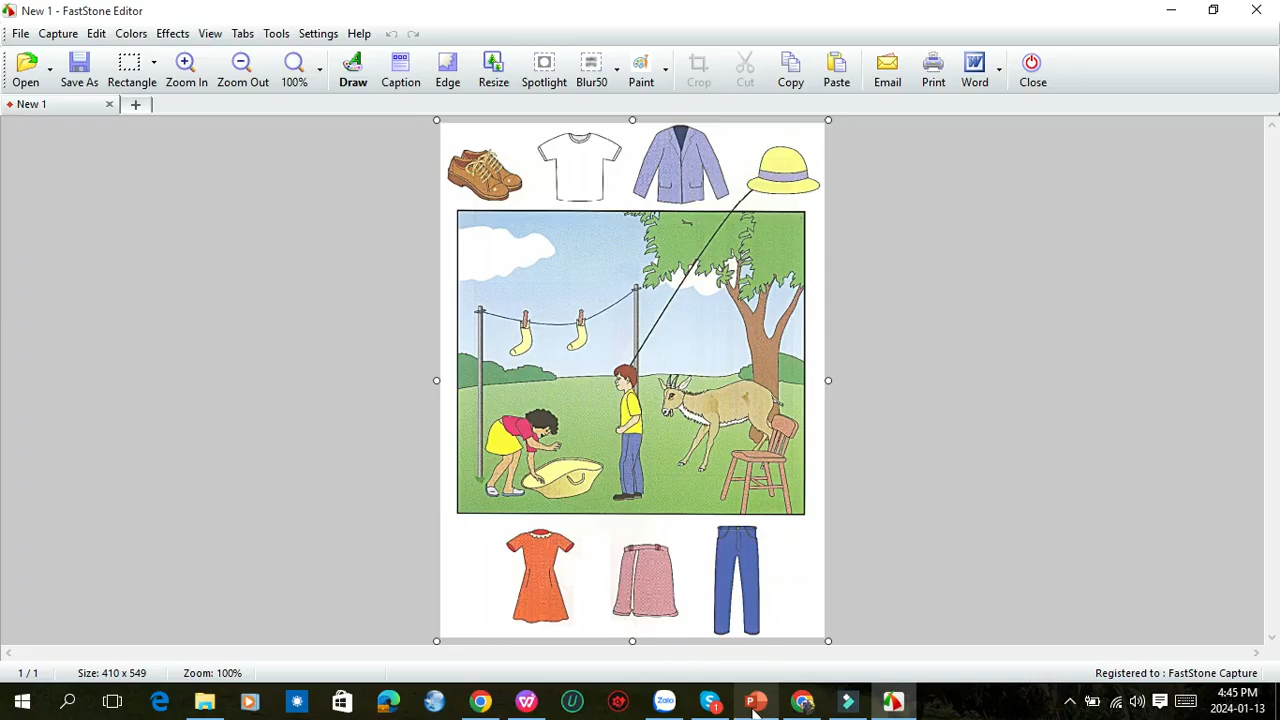 New 1 - FastStone Editor
File Capture Edit Colors Effects View Tabs Tools Settings Help
Open Save As Rectangle Zoom In Zoom Out 100% Draw Caption Edge Resize Spotlight Blur50 Paint Crop Cut Copy Paste Email Print Word Close
New 1
1 / 1 Size: 410 x 549 Zoom: 100% Registered to : FastStone Capture
Zalo 1 4:45 PM
2024-01-13